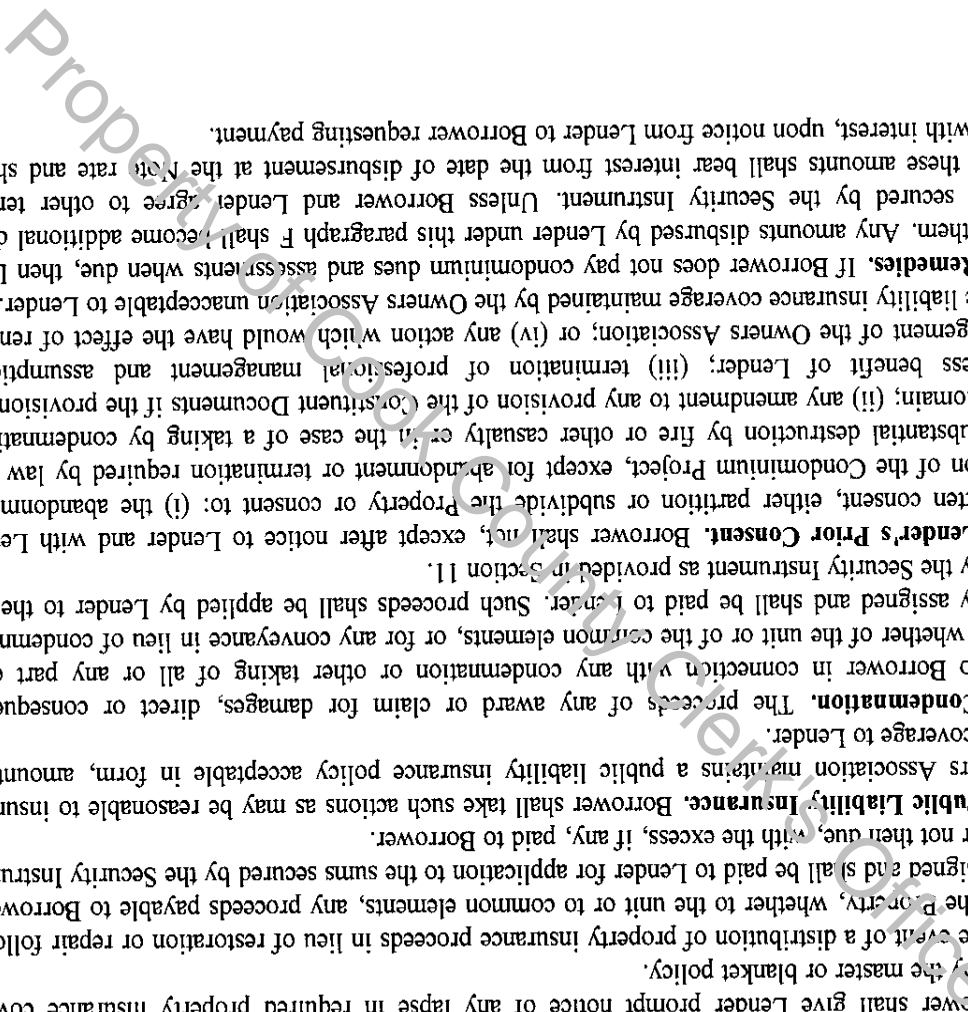 ower shall give Lender prompt notice of any lapse in required property insurance cov
y the master or blanket policy.
e event of a distribution of property insurance proceeds in lieu of restoration or repair follo
he Property, whether to the unit or to common elements, any proceeds payable to Borrowe
signed and shall be paid to Lender for application to the sums secured by the Security Instru
r not then due, with the excess, if any, paid to Borrower.
ublic Liability Insurance. Borrower shall take such actions as may be reasonable to insur
rs Association maintains a public liability insurance policy acceptable in form, amount
coverage to Lender.
Condemnation. The proceeds of any award or claim for damages, direct or conseque
o Borrower in connection with any condemnation or other taking of all or any part o
whether of the unit or of the common elements, or for any conveyance in lieu of condemn
y assigned and shall be paid to Lender. Such proceeds shall be applied by Lender to the
y the Security Instrument as provided in Section 11.
Lender's Prior Consent. Borrower shall not, except after notice to Lender and with Le
ten consent, either partition or subdivide the Property or consent to: (i) the abandonm
on of the Condominium Project, except for abandonment or termination required by law
ubstantial destruction by fire or other casualty or in the case of a taking by condemnati
omain; (ii) any amendment to any provision of the Constituent Documents if the provision
ess benefit of Lender; (iii) termination of professional management and assumptio
gement of the Owners Association; or (iv) any action which would have the effect of ren
e liability insurance coverage maintained by the Owners Association unacceptable to Lender.
Remedies. If Borrower does not pay condominium dues and assessments when due, then L
them. Any amounts disbursed by Lender under this paragraph F shall become additional d
secured by the Security Instrument. Unless Borrower and Lender agree to other ter
these amounts shall bear interest from the date of disbursement at the Note rate and sh
with interest, upon notice from Lender to Borrower requesting payment.
Property of Cook County Clerk's Office